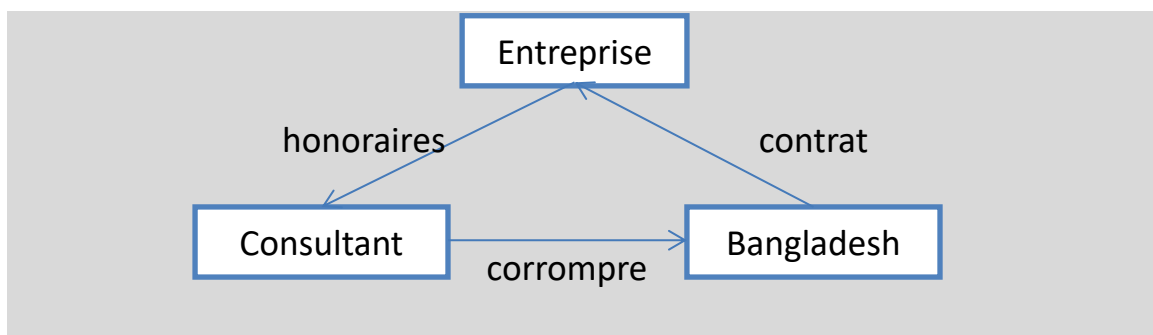 Entreprise
honoraires
contrat
Consultant
Bangladesh
corrompre